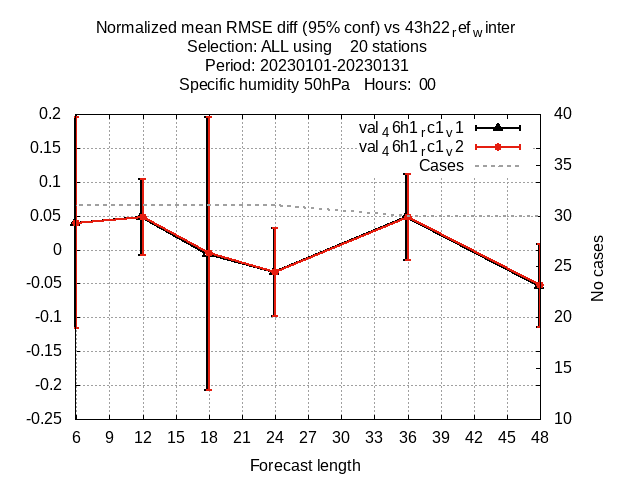 Normalized mean RMSE diff (95% conf) vs 43h22refwinter
Selection: ALL using 20 stations
Period: 20230101-20230131
Specific humidity 50hPa Hours: 00
0.2
0.15
0.1
0.05
0
-0.05
-0.1
-0.15
-0.2
-0.25
40
35
30
25
20
15
10
val46h1rc1v1
val46h1rc1v2
Cases
No cases
6 9 12 15 18 21 24 27 30 33 36 39 42 45 48
Forecast length